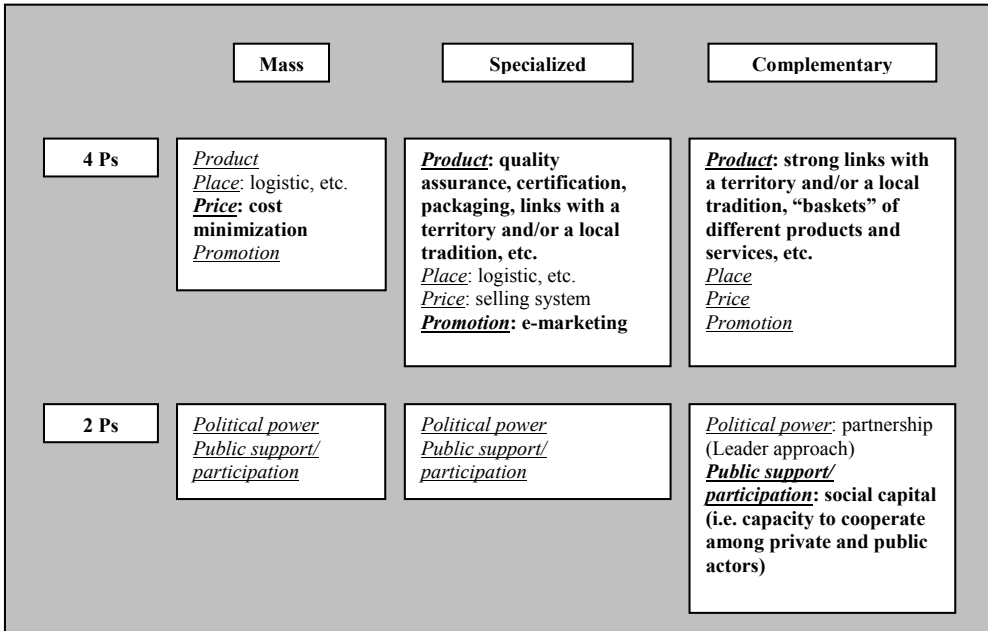 Mass
Specialized
Complementary
4 Ps
Product
Place: logistic, etc.
Price: cost
minimization
Promotion
Product: quality
assurance, certification,
packaging, links with a
territory and/or a local
tradition, etc.
Place: logistic, etc.
Price: selling system
Promotion: e-marketing
Product: strong links with
a territory and/or a local
tradition, “baskets” of
different products and
services, etc.
Place
Price
Promotion
2 Ps
Political power
Public support/
participation
Political power
Public support/
participation
Political power: partnership
(Leader approach)
Public support/
participation: social capital
(i.e. capacity to cooperate
among private and public
actors)